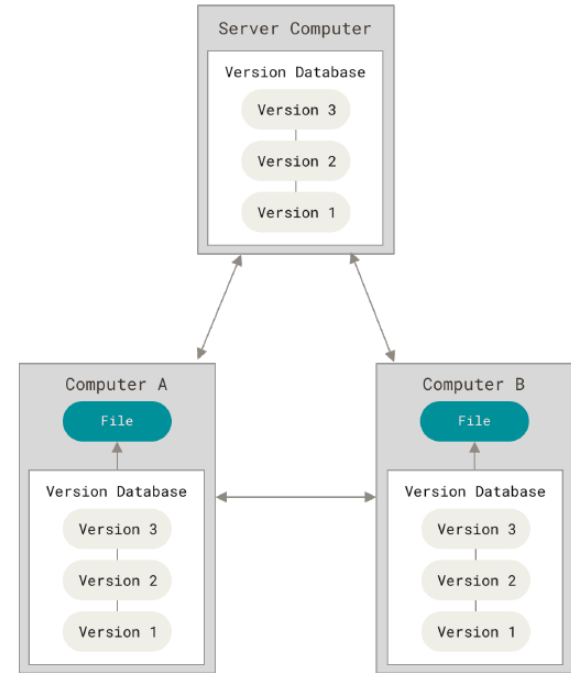 Server Computer
Version Database
Version 3
Version 2
Version 1
Computer A
File
Version Database
Version 3
Version 2
Version 1
Computer B
File
Version Database
Version 3
Version 2
Version 1